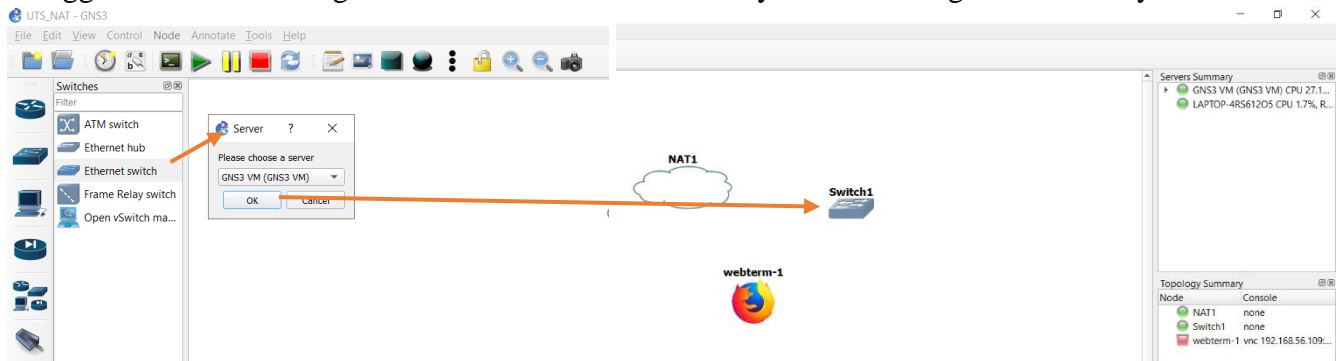 UTS_NAT - GNS3
File Edit View Control Node Annotate Tools Help
Switches
Filter
ATM switch
Ethernet hub
Ethernet switch
Frame Relay switch
Open vSwitch ma...
Server ?
Please choose a server
GNS3 VM (GNS3 VM)
OK Cancel
NAT1
Switch1
webterm-1
Servers Summary
GNS3 VM (GNS3 VM) CPU 27.1...
LAPTOP-4RS612O5 CPU 1.7%, R...
Topology Summary
Node Console
NAT1 none
Switch1 none
webterm-1 vnc 192.168.56.109:...